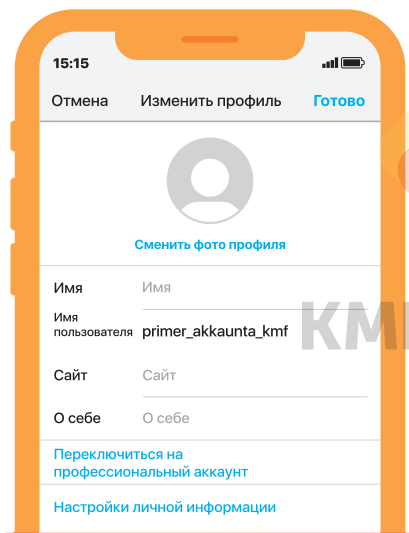 15:15
Отмена Изменить профиль Готово
Сменить фото профиля
Имя Имя
Имя
пользователя primer_akkaunta_kmf
Сайт Сайт
О себе О себе
Переключиться на
профессиональный аккаунт
Настройки личной информации